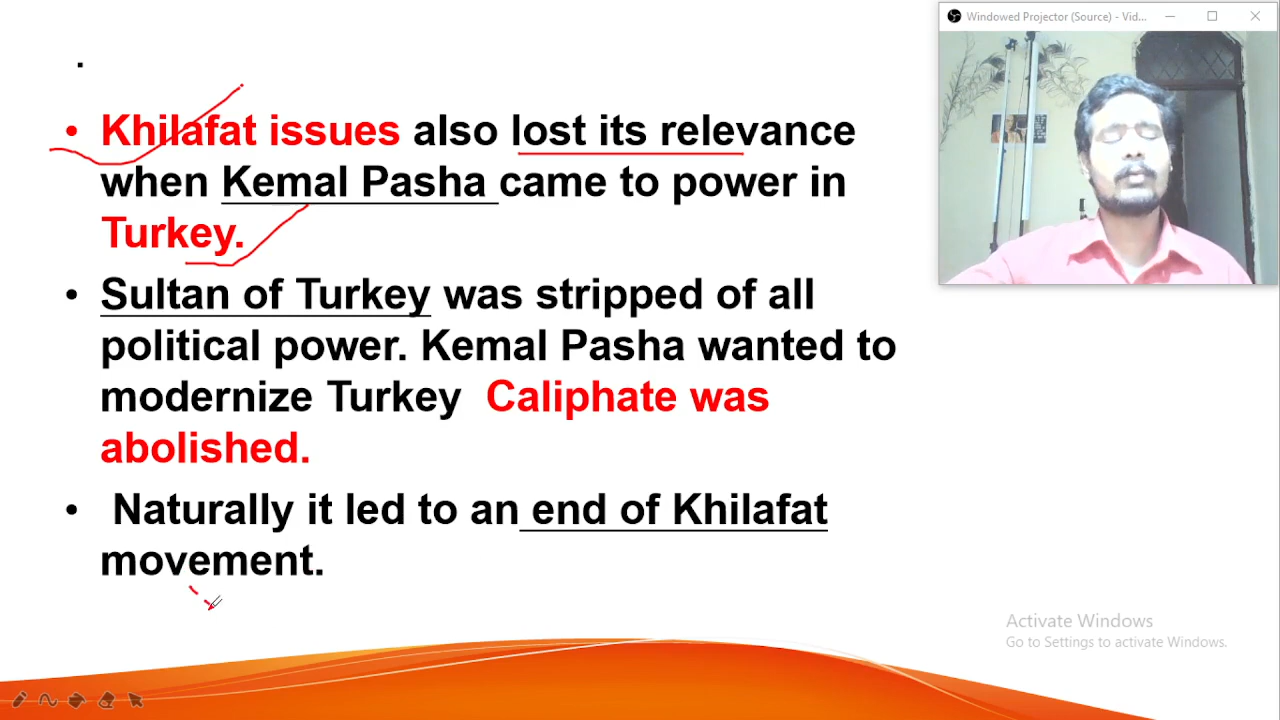 Windowed Projector (Source) - Vid...
.
• Khilafat issues also lost its relevance
when Kemal Pasha came to power in
Turkey.
• Sultan of Turkey was stripped of all
political power. Kemal Pasha wanted to
modernize Turkey Caliphate was
abolished.
• Naturally it led to an end of Khilafat
movement.
Activate Windows
Go to Settings to activate Windows.